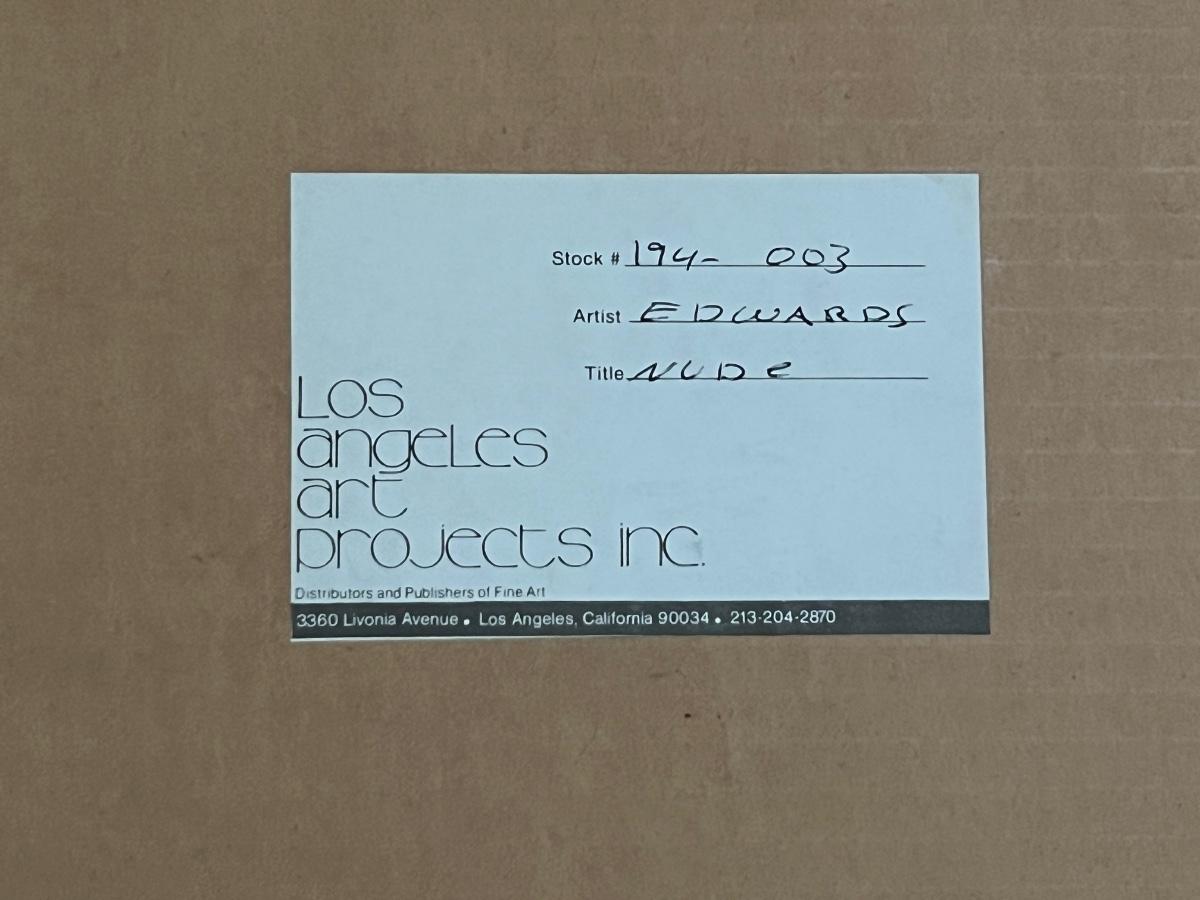 Stock # 194- 003
Artist EDWARDS
Title NUDe
Los
angeles
art
projects inc.
Distributors and Publishers of Fine Art
3360 Livonia Avenue • Los Angeles, California 90034 • 213-204-2870